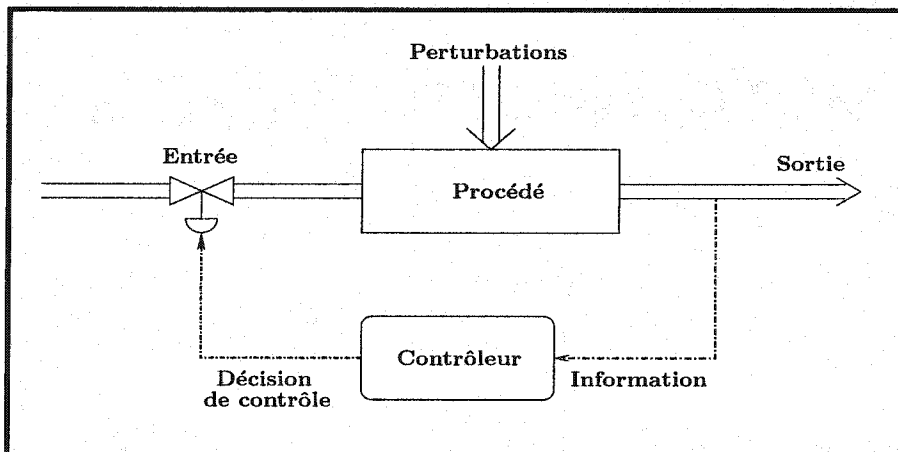 Perturbations
Entrée
Sortie
Procédé
Contrôleur
Décision
de contrôle
Information